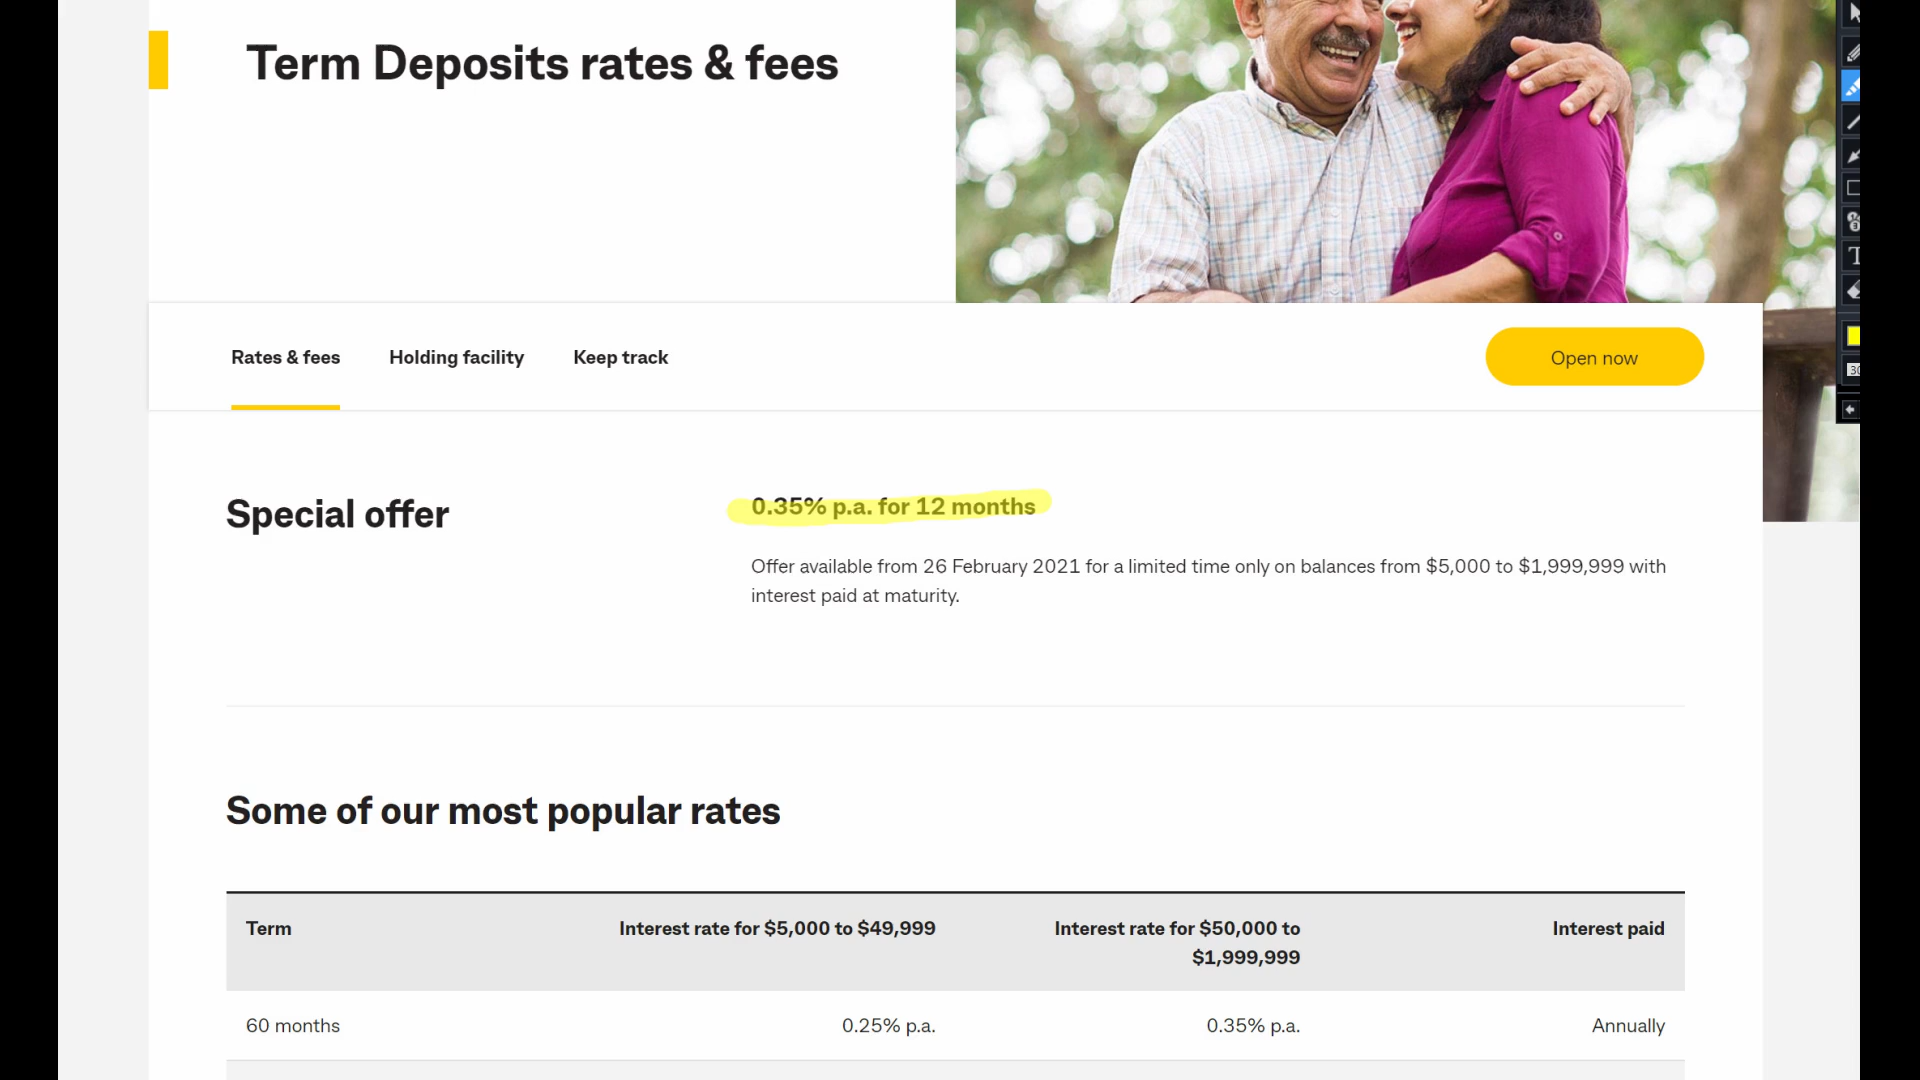 Term Deposits rates & fees
Rates & fees
Holding facility
Keep track
Open now
Special offer
0.35% p.a. for 12 months
Offer available from 26 February 2021 for a limited time only on balances from $5,000 to $1,999,999 with
interest paid at maturity.
Some of our most popular rates
Term
Interest rate for $5,000 to $49,999
Interest rate for $50,000 to
$1,999,999
Interest paid
60 months
0.25% p.a.
0.35% p.a.
Annually